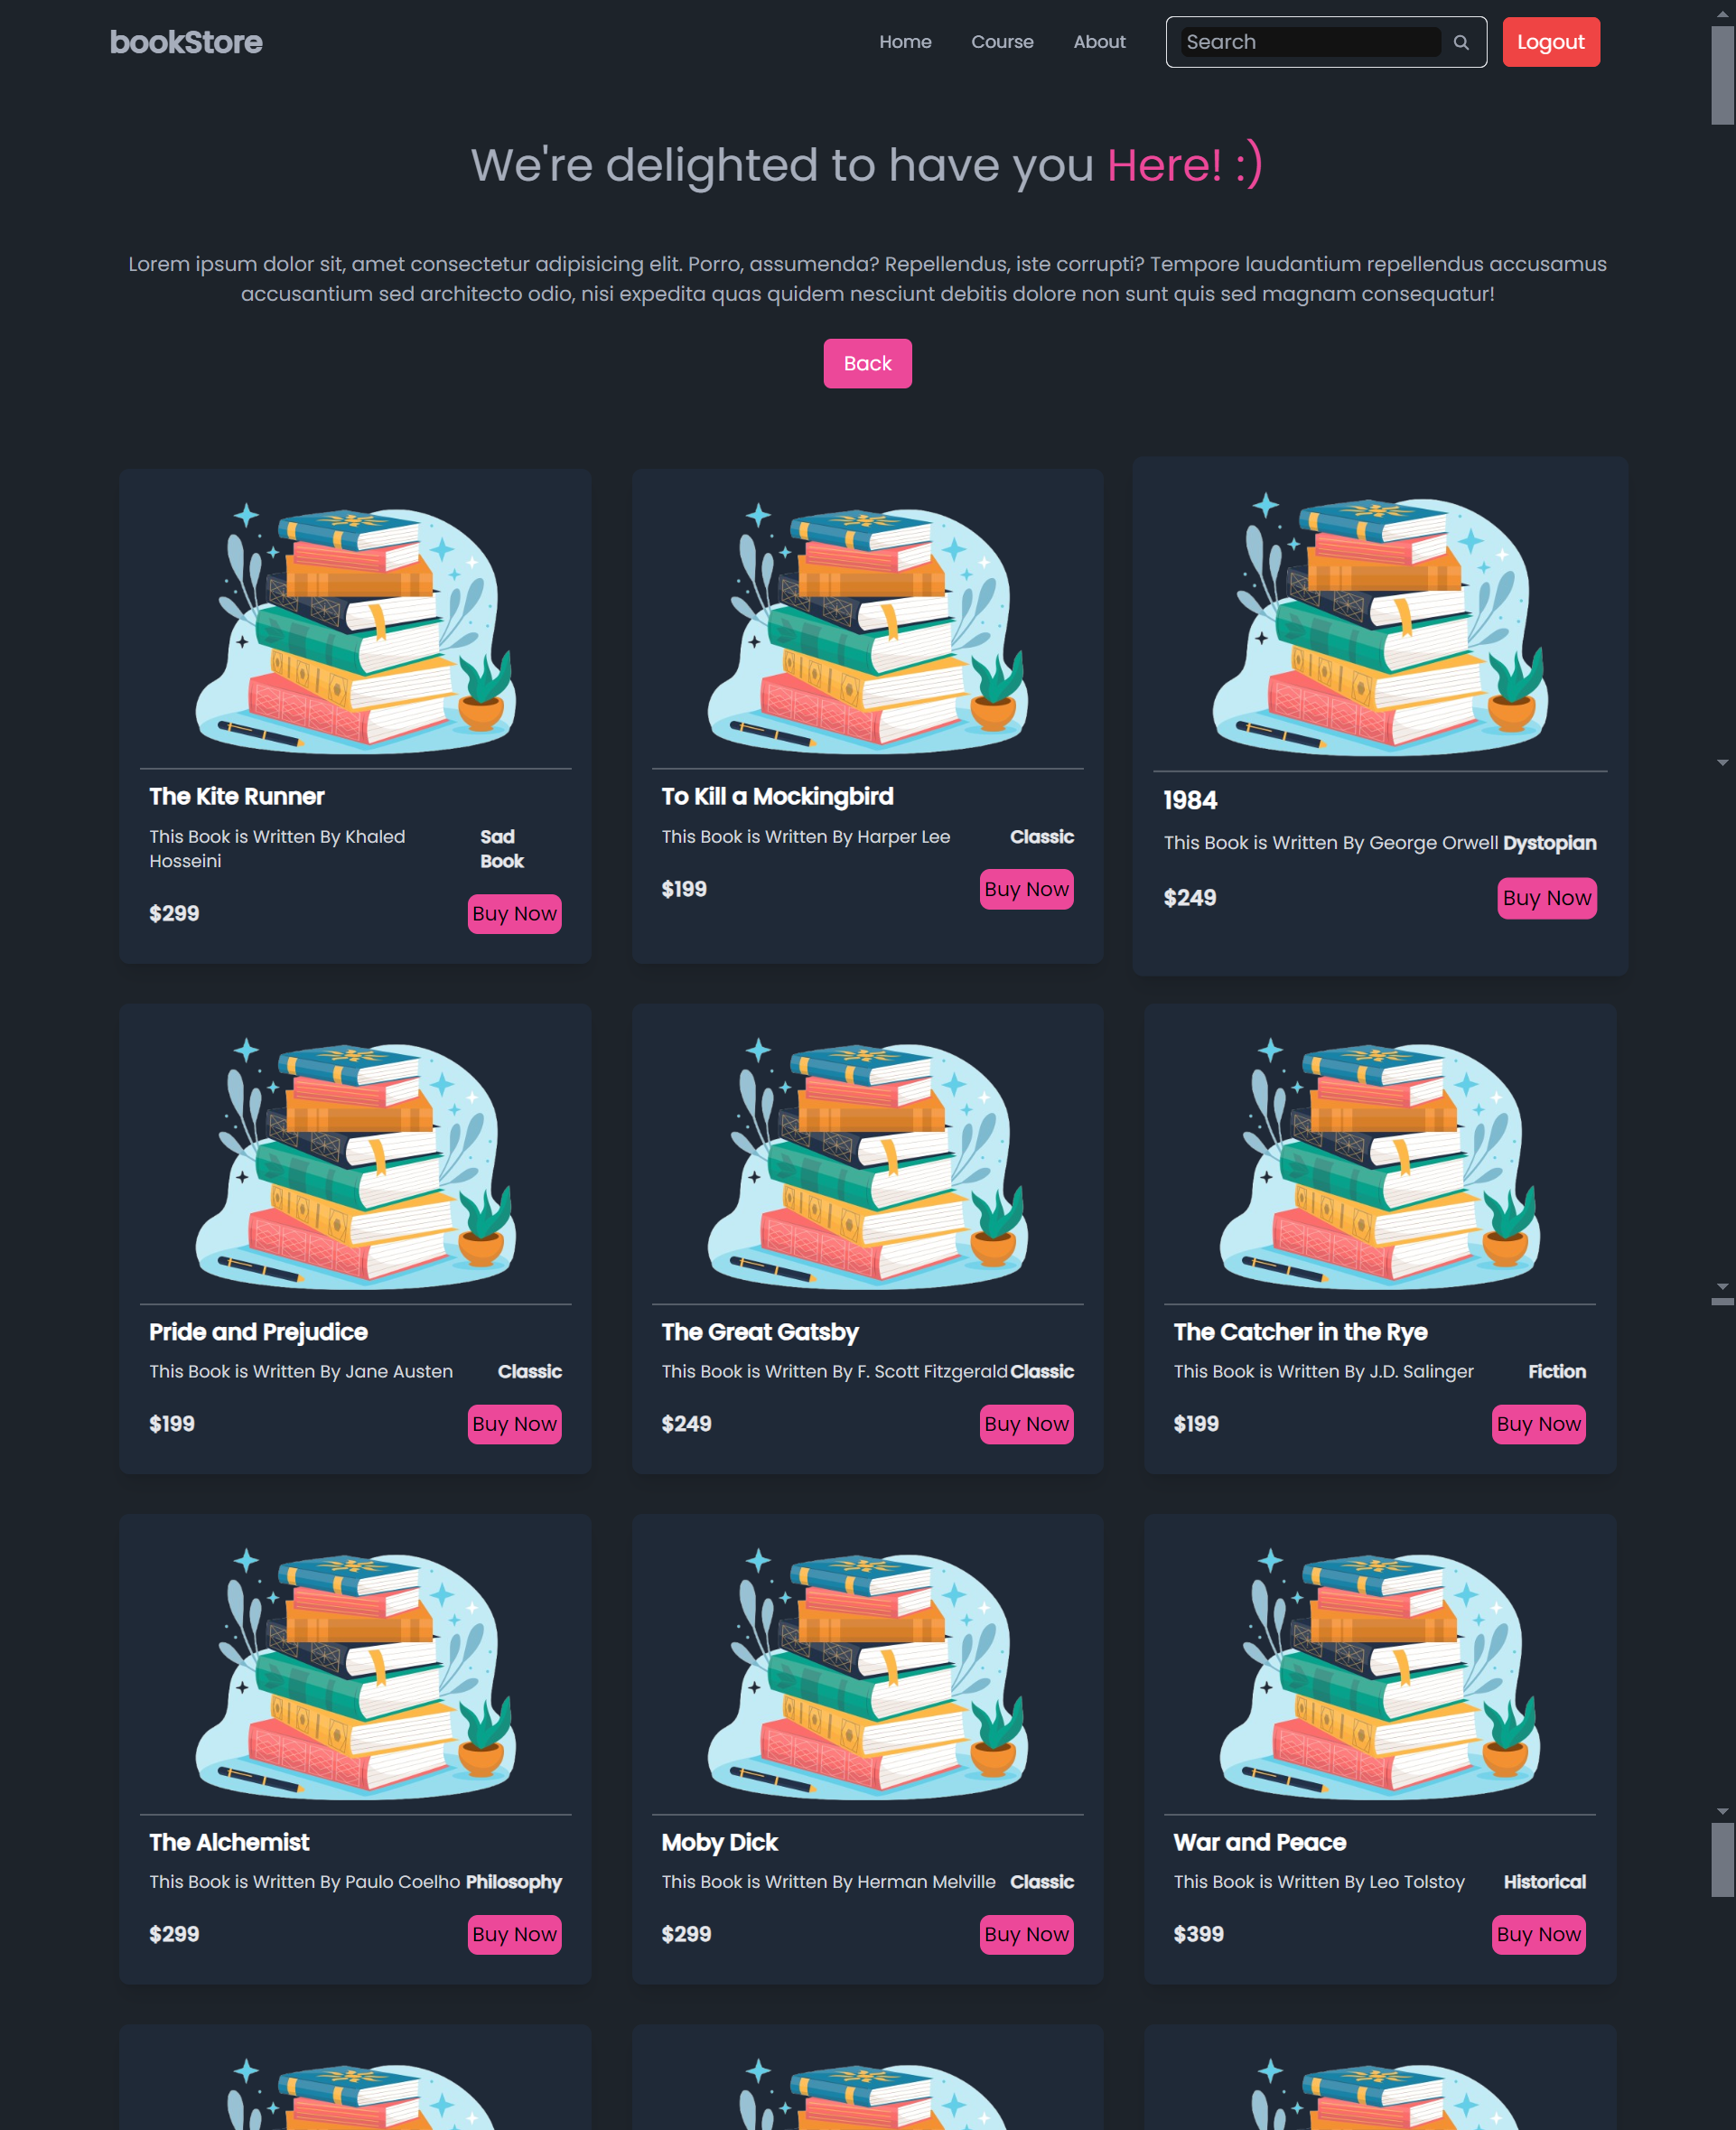 bookStore
Home
Course
About
Search
Logout
We're delighted to have you Here! :)
Lorem ipsum dolor sit, amet consectetur adipisicing elit. Porro, assumenda? Repellendus, iste corrupti? Tempore laudantium repellendus accusamus
accusantium sed architecto odio, nisi expedita quas quidem nesciunt debitis dolore non sunt quis sed magnam consequatur!
Back
The Kite Runner
This Book is Written By Khaled
Hosseini
Sad
Book
$299
Buy Now
To Kill a Mockingbird
This Book is Written By Harper Lee
Classic
$199
Buy Now
1984
This Book is Written By George Orwell
Dystopian
$249
Buy Now
Pride and Prejudice
This Book is Written By Jane Austen
Classic
$199
Buy Now
The Great Gatsby
This Book is Written By F. Scott Fitzgerald
Classic
$249
Buy Now
The Catcher in the Rye
This Book is Written By J.D. Salinger
Fiction
$199
Buy Now
The Alchemist
This Book is Written By Paulo Coelho
Philosophy
$299
Buy Now
Moby Dick
This Book is Written By Herman Melville
Classic
$299
Buy Now
War and Peace
This Book is Written By Leo Tolstoy
Historical
$399
Buy Now